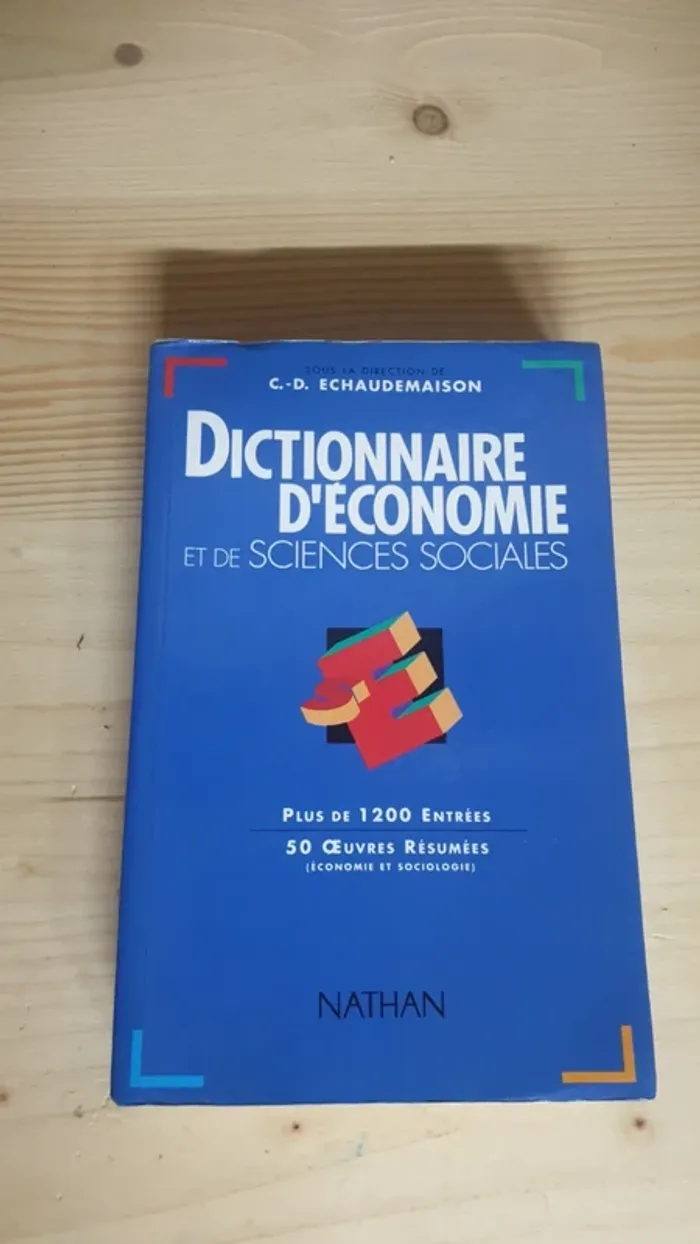 SOUS LA DIRECTION DE
C.-D. ECHAUDEMAISON
DICTIONNAIRE
D'ÉCONOMIE
ET DE SCIENCES SOCIALES
PLUS DE 1200 ENTRÉES
50 ŒUVRES RÉSUMÉES
(ÉCONOMIE ET SOCIOLOGIE)
NATHAN